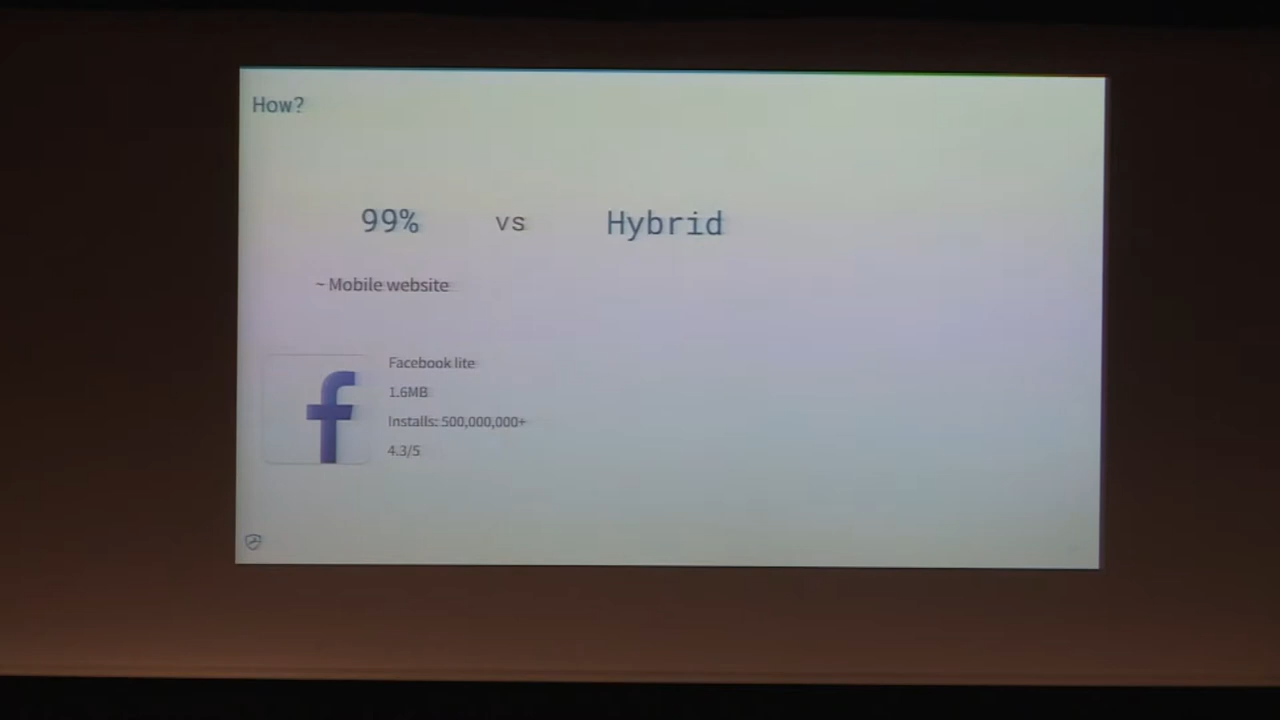 How?
99% vs Hybrid
~ Mobile website
Facebook lite
1.6MB
Installs: 500,000,000+
4.3/5